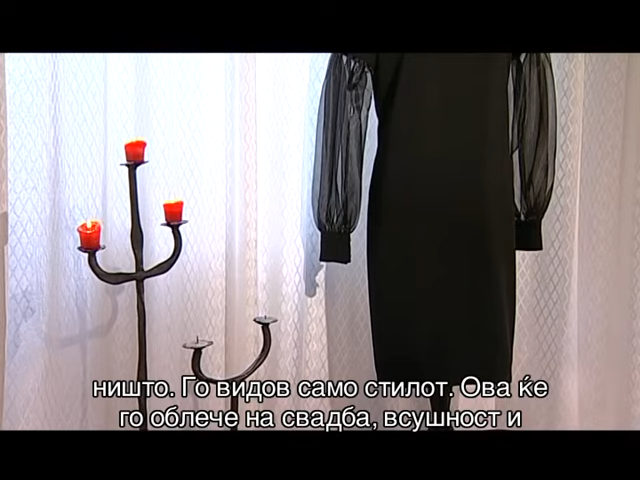 ништо. Го видов само стилот. Ова ќе
го облече на свадба, всушност и